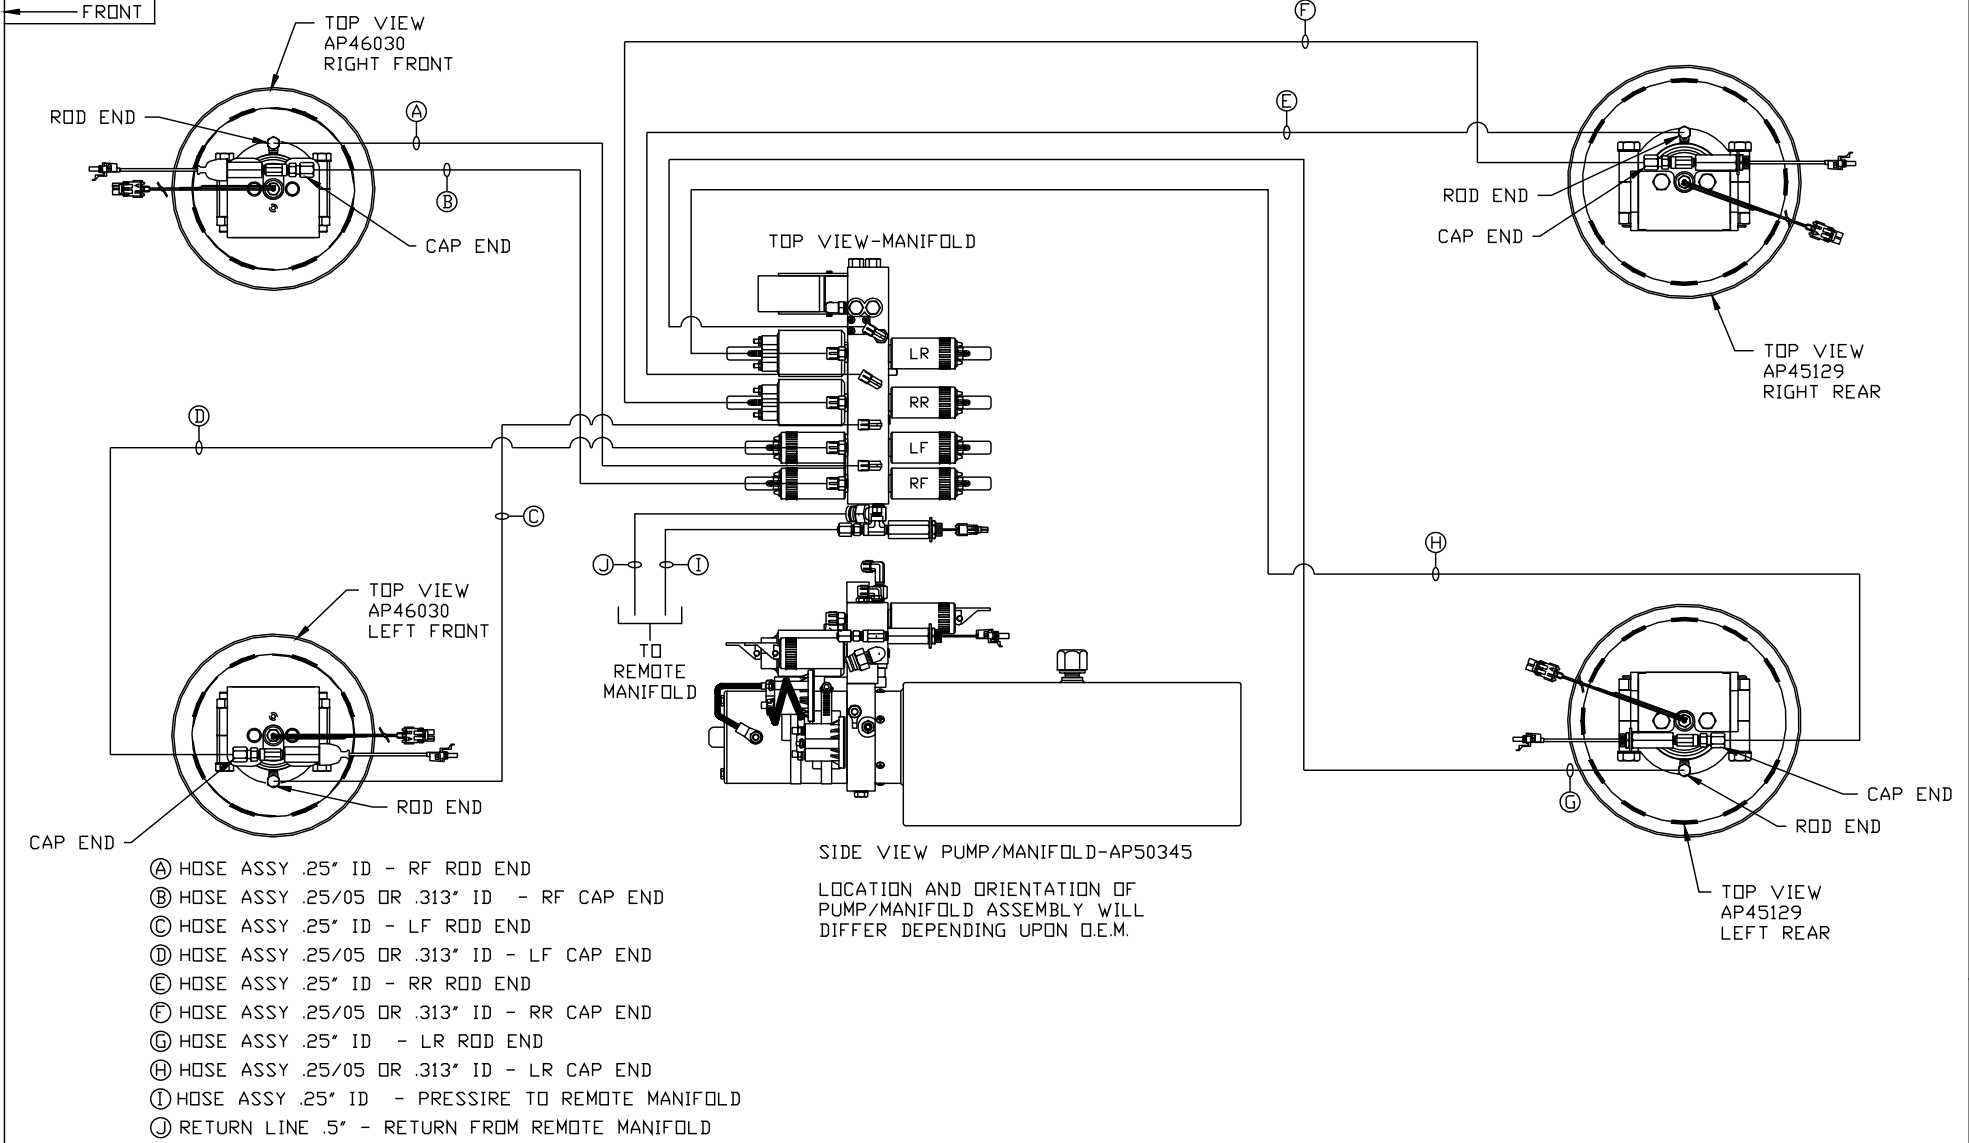 FRONT
TOP VIEW
AP46030
RIGHT FRONT
ROD END
A
B
CAP END
F
E
ROD END
CAP END
TOP VIEW
AP45129
RIGHT REAR
TOP VIEW-MANIFOLD
LR
RR
LF
RF
D
C
J
I
H
TO
REMOTE
MANIFOLD
TOP VIEW
AP46030
LEFT FRONT
ROD END
CAP END
G
CAP END
ROD END
TOP VIEW
AP45129
LEFT REAR
SIDE VIEW PUMP/MANIFOLD-AP50345
LOCATION AND ORIENTATION OF
PUMP/MANIFOLD ASSEMBLY WILL
DIFFER DEPENDING UPON O.E.M.
A HOSE ASSY .25" ID - RF ROD END
B HOSE ASSY .25/05 OR .313" ID - RF CAP END
C HOSE ASSY .25" ID - LF ROD END
D HOSE ASSY .25/05 OR .313" ID - LF CAP END
E HOSE ASSY .25" ID - RR ROD END
F HOSE ASSY .25/05 OR .313" ID - RR CAP END
G HOSE ASSY .25" ID - LR ROD END
H HOSE ASSY .25/05 OR .313" ID - LR CAP END
I HOSE ASSY .25" ID - PRESSIRE TO REMOTE MANIFOLD
J RETURN LINE .5" - RETURN FROM REMOTE MANIFOLD